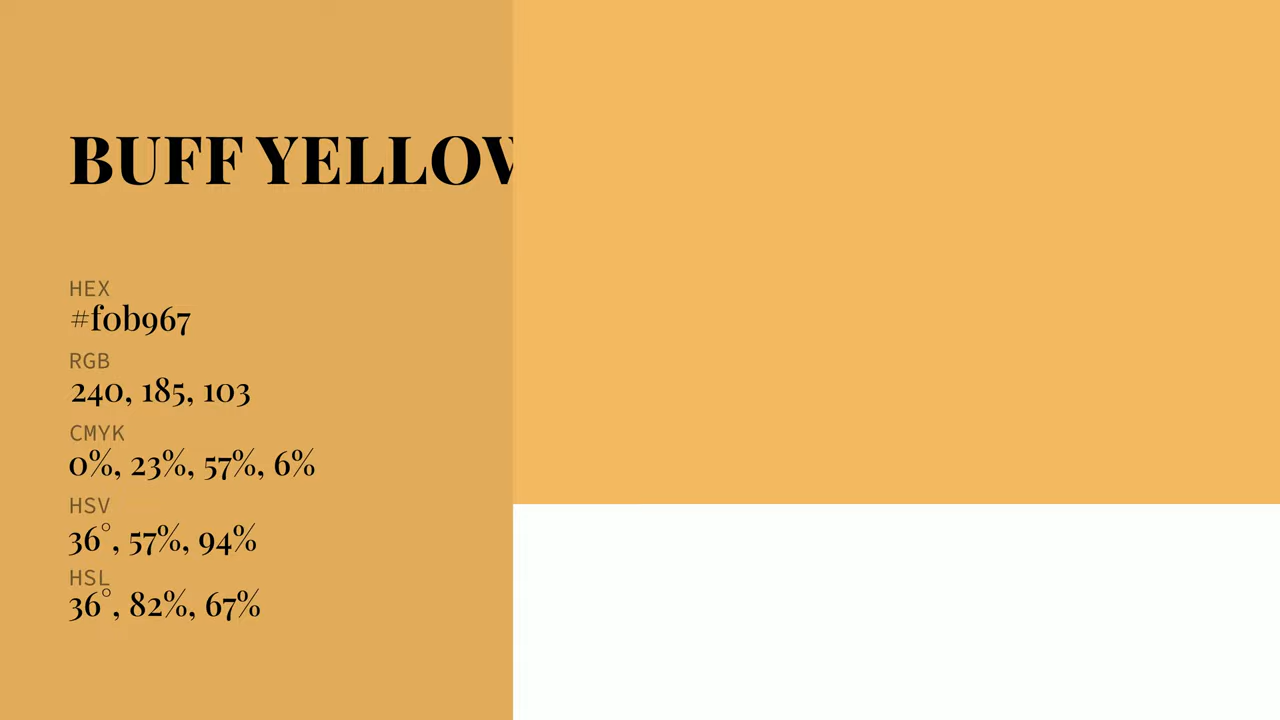 BUFF YELLOW
HEX
#f0b967
RGB
240, 185, 103
CMYK
0%, 23%, 57%, 6%
HSV
36°, 57%, 94%
HSL
36°, 82%, 67%